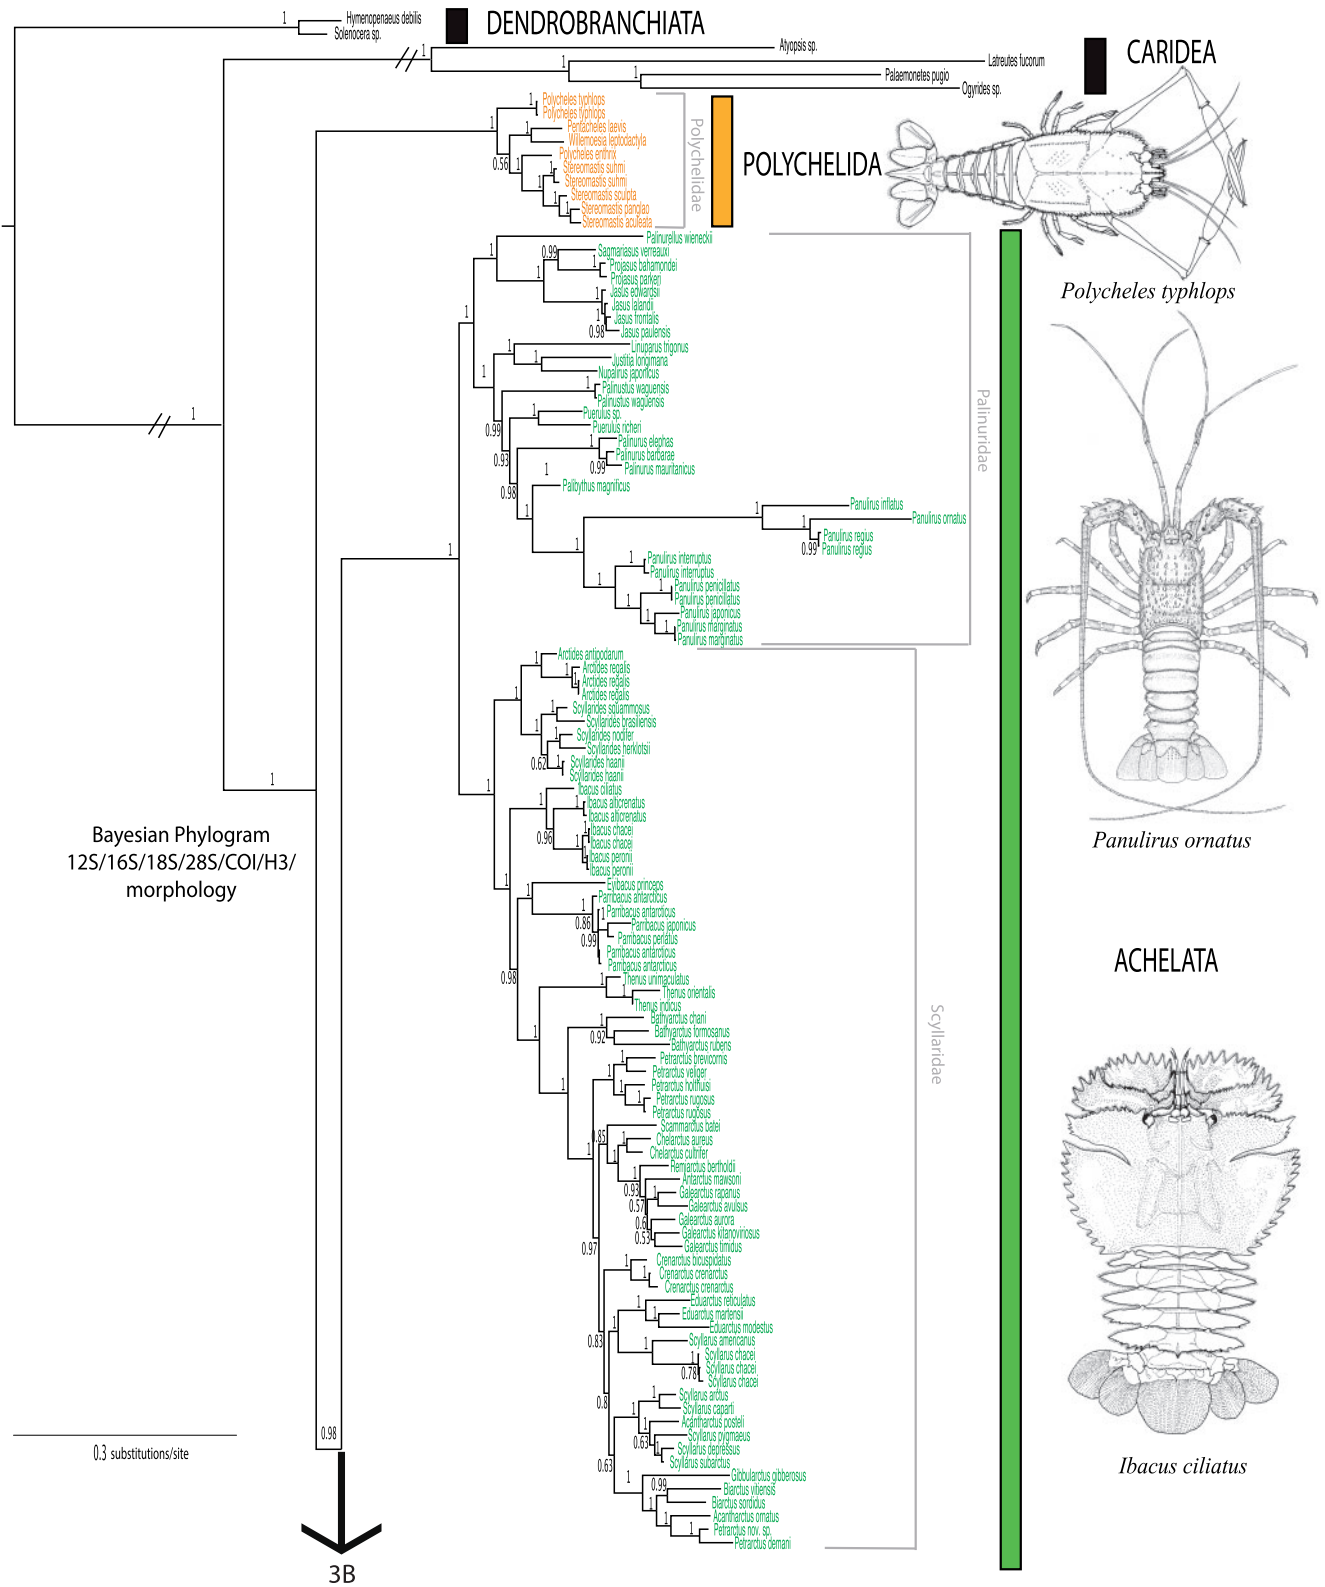 Hymenopenaeus debilis
Solenocera sp.
DENDROBRANCHIATA
Atyopsis sp.
Latreutes fucorum
Palaemonetes pugio
Ogyrides sp.
CARIDEA
Polycheles typhlops
Polycheles typhlops
Pentacheles laevis
Willemoesia leptodactyla
Polycheles enthrix
Stereomastis suhmi
Stereomastis suhmi
Stereomastis sculpta
Stereomastis panglao
Stereomastis aculeata
Polychelidae
POLYCHELIDA
Polycheles typhlops
Palinurellus wieneckii
Sagmariasus verreauxi
Projasus bahamondei
Projasus parkeri
Jasus edwardsii
Jasus lalandii
Jasus frontalis
Jasus paulensis
Linuparus trigonus
Justitia longimana
Nupalirus japonicus
Palinustus waguensis
Palinustus waguensis
Puerulus sp.
Puerulus richeri
Palinurus elephas
Palinurus barbarae
Palinurus mauritanicus
Palibythus magnificus
Panulirus inflatus
Panulirus ornatus
Panulirus regius
Panulirus regius
Panulirus interruptus
Panulirus interruptus
Panulirus penicillatus
Panulirus penicillatus
Panulirus japonicus
Panulirus marginatus
Panulirus marginatus
Palinuridae
Panulirus ornatus
Arctides antipodarum
Arctides regalis
Arctides regalis
Arctides regalis
Scyllarides squammosus
Scyllarides brasiliensis
Scyllarides nodifer
Scyllarides herklotsii
Scyllarides haanii
Scyllarides haanii
Ibacus ciliatus
Ibacus alticrenatus
Ibacus alticrenatus
Ibacus chacei
Ibacus chacei
Ibacus peronii
Ibacus peronii
Evibacus princeps
Parribacus antarcticus
Parribacus antarcticus
Parribacus japonicus
Parribacus perlatus
Parribacus antarcticus
Parribacus antarcticus
Thenus unimaculatus
Thenus orientalis
Thenus indicus
Bathyarctus chani
Bathyarctus formosanus
Bathyarctus rubens
Petrarctus brevicornis
Petrarctus veliger
Petrarctus holthuisi
Petrarctus rugosus
Petrarctus rugosus
Scammarctus batei
Chelarctus aureus
Chelarctus cultrifer
Remiarctus bertholdii
Antarctus mawsoni
Galearctus rapanus
Galearctus avulsus
Galearctus aurora
Galearctus kitanoviriosus
Galearctus timidus
Crenarctus bicuspidatus
Crenarctus crenarctus
Crenarctus crenarctus
Eduarctus reticulatus
Eduarctus martensii
Eduarctus modestus
Scyllarus americanus
Scyllarus chacei
Scyllarus chacei
Scyllarus chacei
Scyllarus arctus
Scyllarus caparti
Acantharctus posteli
Scyllarus pygmaeus
Scyllarus depressus
Scyllarus subarctus
Gibbularctus gibberosus
Biarctus vitiensis
Biarctus sordidus
Acantharctus ornatus
Petrarctus nov. sp.
Petrarctus demani
Scyllaridae
ACHELATA
Ibacus ciliatus
Bayesian Phylogram
12S/16S/18S/28S/COI/H3/
morphology
0.98
0.3 substitutions/site
3B